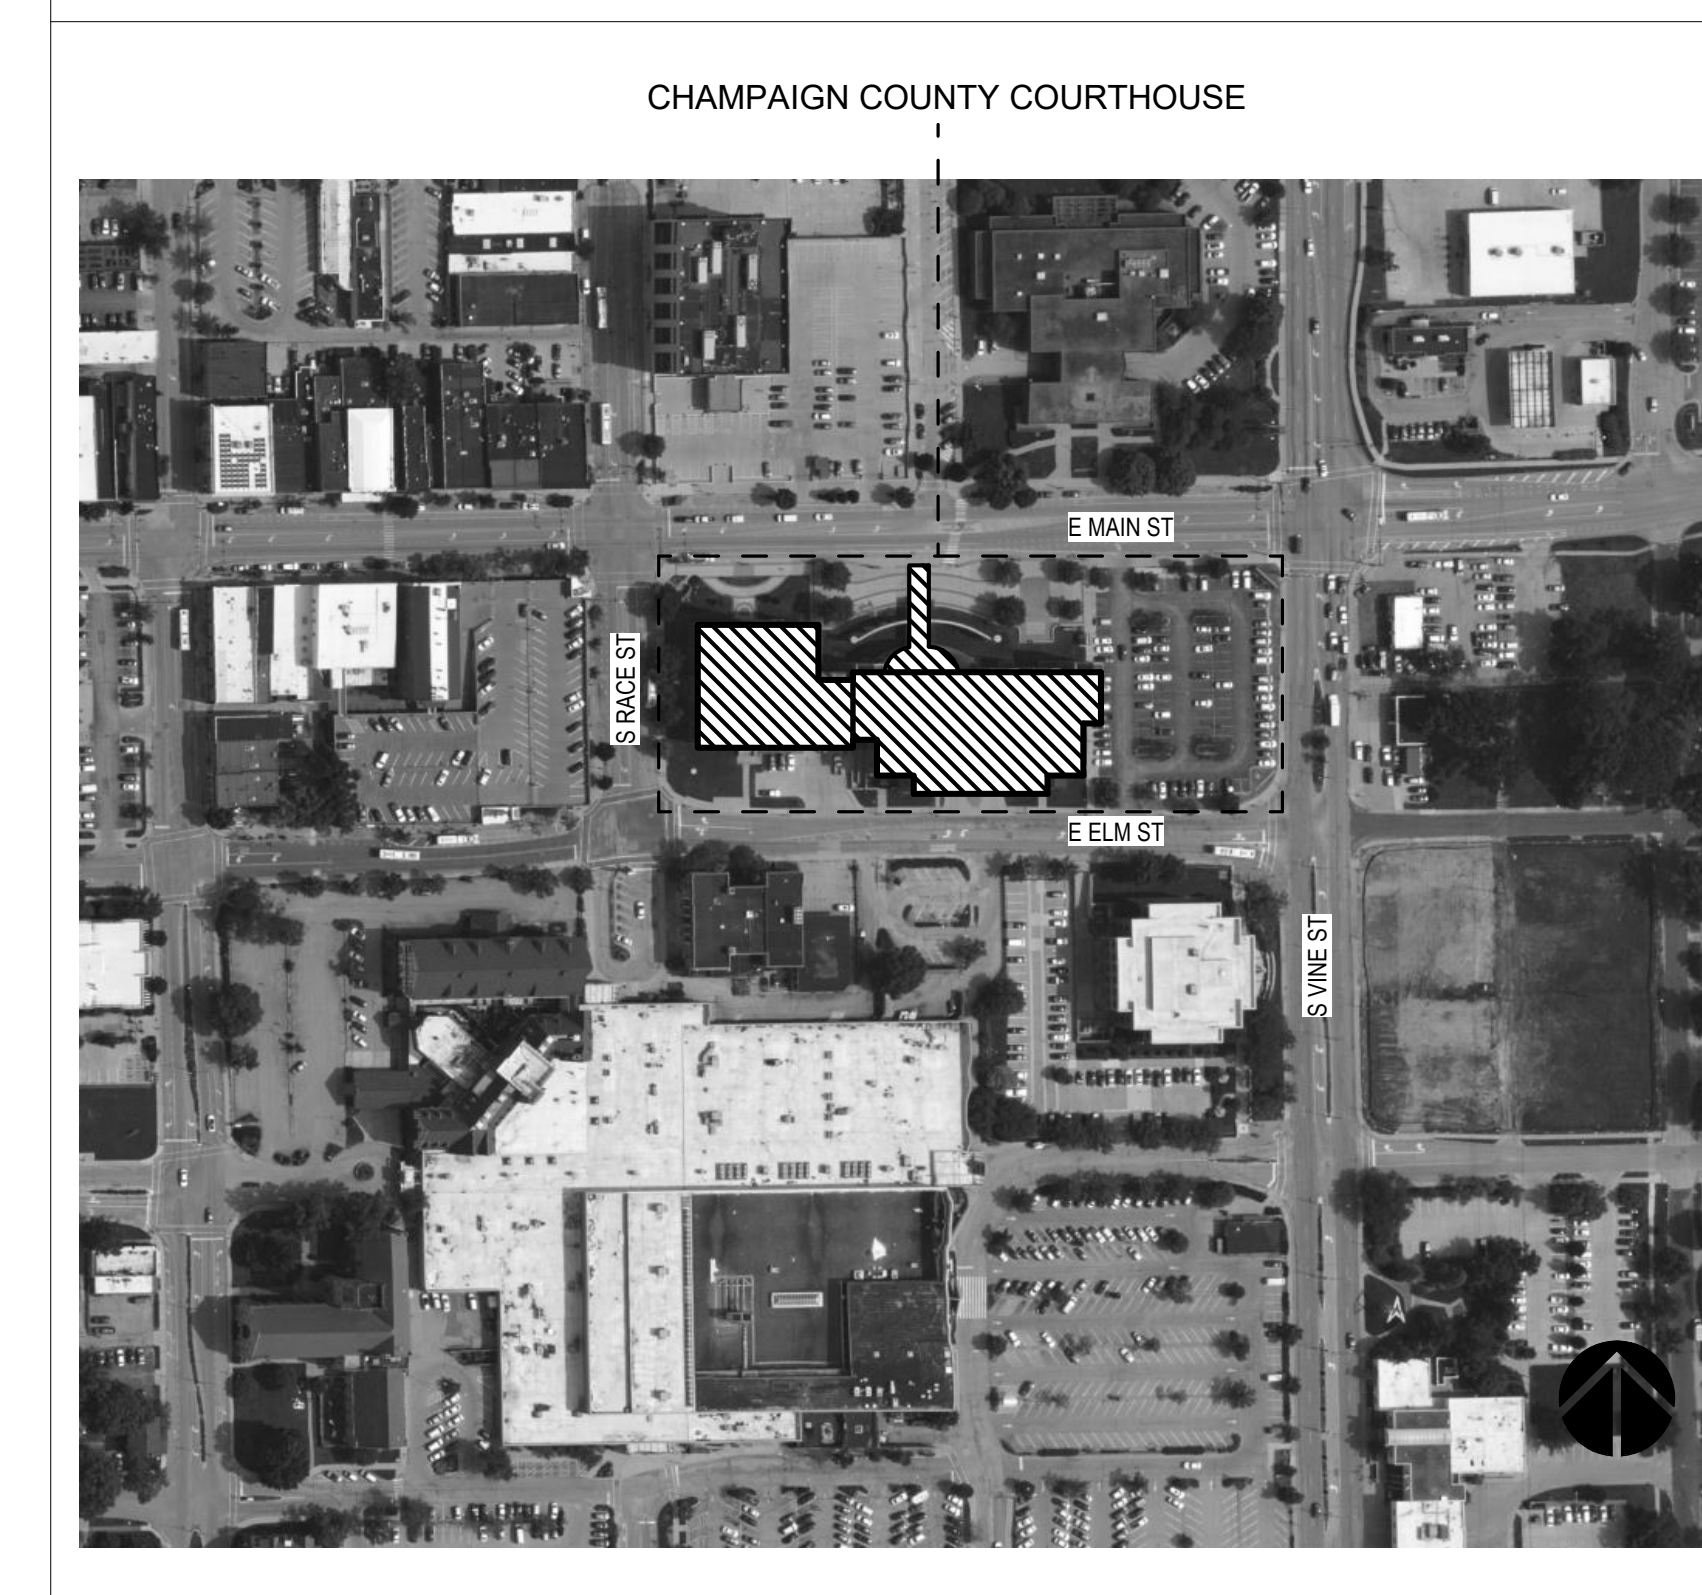 CHAMPAIGN COUNTY COURTHOUSE
E MAIN ST
S RACE ST
E ELM ST
S VINE ST